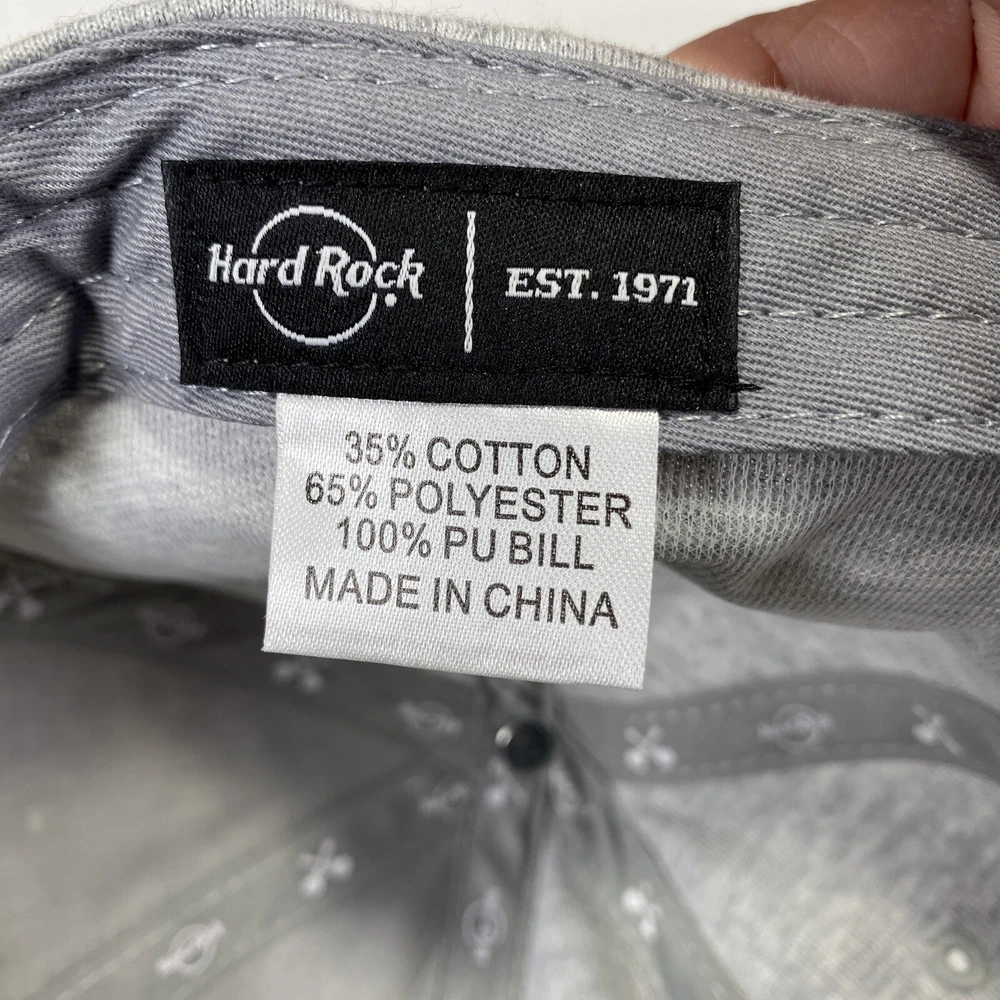 Hard Rock
EST. 1971
35% COTTON
65% POLYESTER
100% PU BILL
MADE IN CHINA